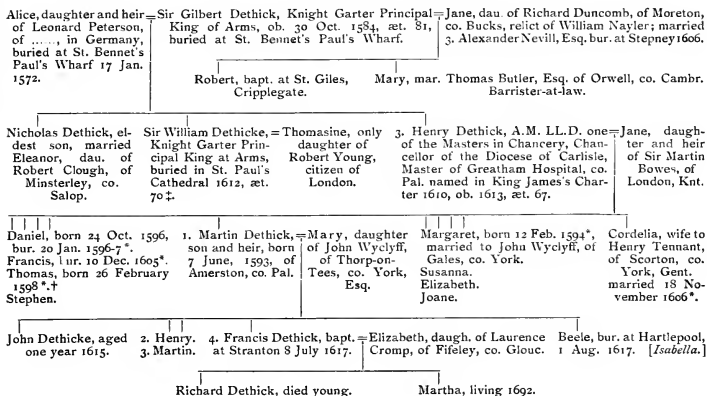 Alice, daughter and heir
of Leonard Peterson,
of ......, in Germany,
buried at St. Bennet's
Paul's Wharf 17 Jan.
1572.
=Sir Gilbert Dethick, Knight Garter Principal
King of Arms, ob. 30 Oct. 1584, æt. 81,
buried at St. Bennet's Paul's Wharf.
=Jane, dau. of Richard Duncomb, of Moreton,
co. Bucks, relict of William Nayler; married
3. Alexander Nevill, Esq. bur. at Stepney 1606.
Robert, bapt. at St. Giles,
Cripplegate.
Mary, mar. Thomas Butler, Esq. of Orwell, co. Cambr.
Barrister-at-law.
Nicholas Dethick, el-
dest son, married
Eleanor, dau. of
Robert Clough, of
Minsterley, co.
Salop.
Sir William Dethicke,
Knight Garter Prin-
cipal King at Arms,
buried in St. Paul's
Cathedral 1612, æt.
70 ‡.
=Thomasine, only
daughter of
Robert Young,
citizen of
London.
3. Henry Dethick, A.M. LL.D. one
of the Masters in Chancery, Chan-
cellor of the Diocese of Carlisle,
Master of Greatham Hospital, co.
Pal. named in King James's Char-
ter 1610, ob. 1613, æt. 67.
=Jane, daugh-
ter and heir
of Sir Martin
Bowes, of
London, Knt.
Daniel, born 24 Oct. 1596,
bur. 20 Jan. 1596-7 *.
Francis, bur. 10 Dec. 1605*.
Thomas, born 26 February
1598 *.†
Stephen.
1. Martin Dethick,
son and heir, born
7 June, 1593, of
Amerston, co. Pal.
=Mary, daughter
of John Wyclyff,
of Thorp-on-
Tees, co. York,
Esq.
Margaret, born 12 Feb. 1594*,
married to John Wyclyff, of
Gales, co. York.
Susanna.
Elizabeth.
Joane.
Cordelia, wife to
Henry Tennant,
of Scorton, co.
York, Gent.
married 18 No-
vember 1606*.
John Dethicke, aged
one year 1615.
2. Henry.
3. Martin.
4. Francis Dethick, bapt.
at Stranton 8 July 1617.
=Elizabeth, daugh. of Laurence
Cromp, of Fifeley, co. Glouc.
Beele, bur. at Hartlepool,
1 Aug. 1617. [Isabella.]
Richard Dethick, died young.
Martha, living 1692.